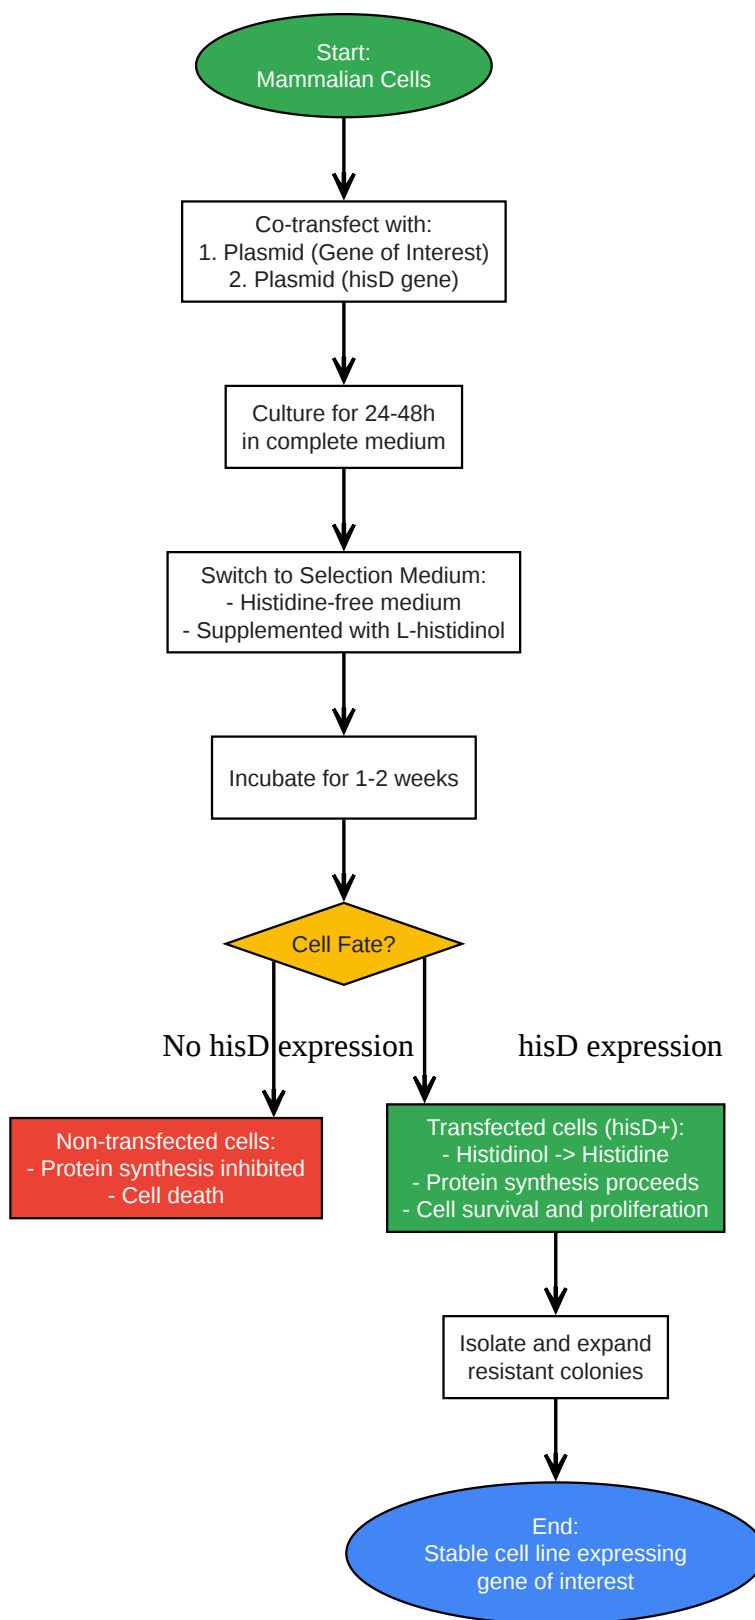 Start:
Mammalian Cells
Co-transfect with:
1. Plasmid (Gene of Interest)
2. Plasmid (hisD gene)
Culture for 24-48h
in complete medium
Switch to Selection Medium:
- Histidine-free medium
- Supplemented with L-histidinol
Incubate for 1-2 weeks
Cell Fate?
No hisD expression
hisD expression
Non-transfected cells:
- Protein synthesis inhibited
- Cell death
Transfected cells (hisD+):
- Histidinol -> Histidine
- Protein synthesis proceeds
- Cell survival and proliferation
Isolate and expand
resistant colonies
End:
Stable cell line expressing
gene of interest